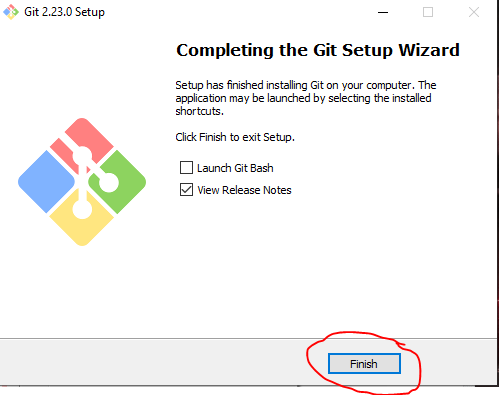 Git 2.23.0 Setup
Completing the Git Setup Wizard
Setup has finished installing Git on your computer. The
application may be launched by selecting the installed
shortcuts.
Click Finish to exit Setup.
Launch Git Bash
View Release Notes
Finish